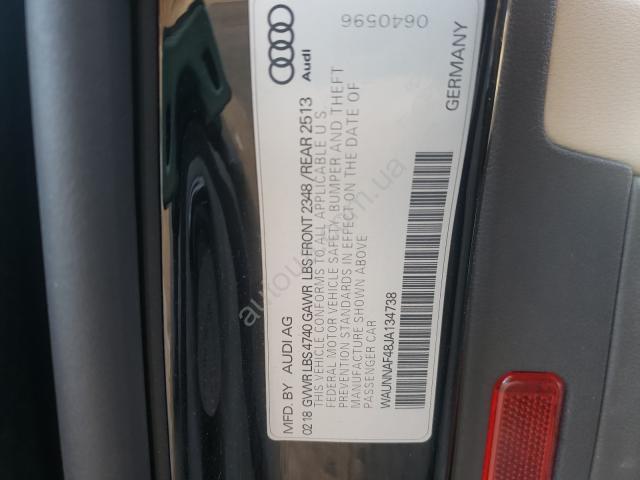 MFD. BY AUDI AG
02 18 GVWR LBS 4740 GAWR LBS FRONT 2348 / REAR 2513
THIS VEHICLE CONFORMS TO ALL APPLICABLE U.S.
FEDERAL MOTOR VEHICLE SAFETY, BUMPER AND THEFT
PREVENTION STANDARDS IN EFFECT ON THE DATE OF
MANUFACTURE SHOWN ABOVE
PASSENGER CAR
WAUNNAF48JA134738
Audi
GERMANY
0640596